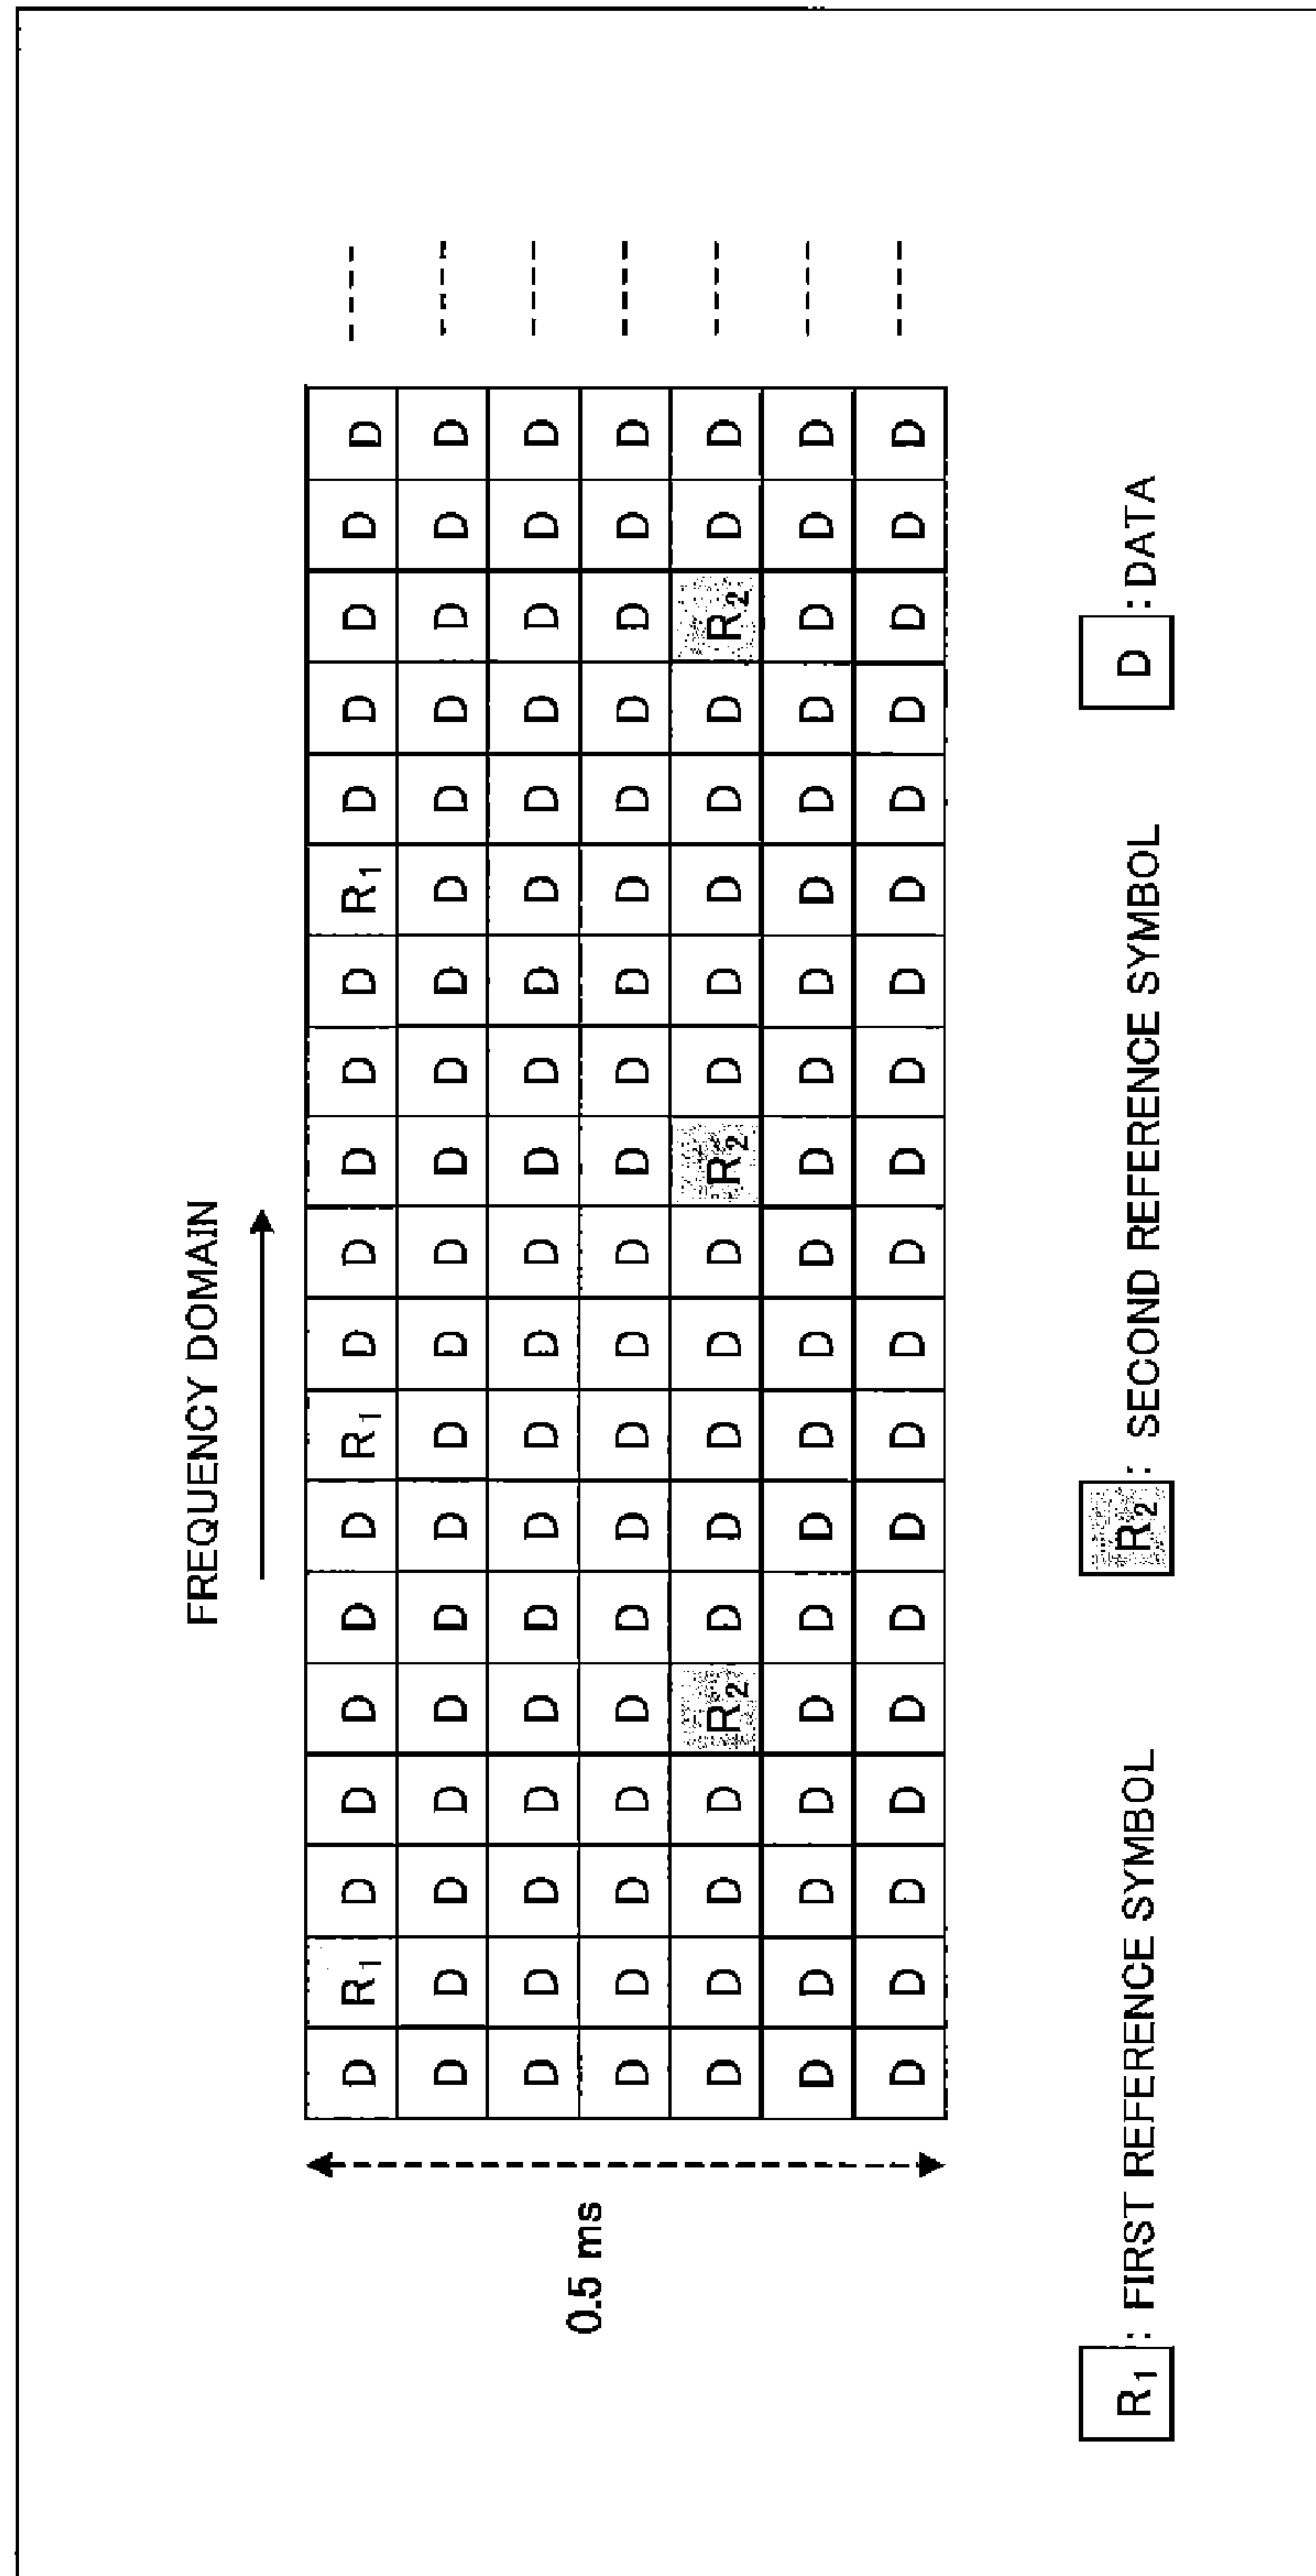 FREQUENCY DOMAIN
D R₁ D D D D D R₁ D D D D D R₁ D D D D D
D D D D D D D D D D D D D D D D D D D
D D D D D D D D D D D D D D D D D D D
D D D D D D D D D D D D D D D D D D D
D D D D R₂ D D D D D R₂ D D D D D R₂ D D
D D D D D D D D D D D D D D D D D D D
D D D D D D D D D D D D D D D D D D D
0.5 ms
R₁ : FIRST REFERENCE SYMBOL
R₂ : SECOND REFERENCE SYMBOL
D : DATA